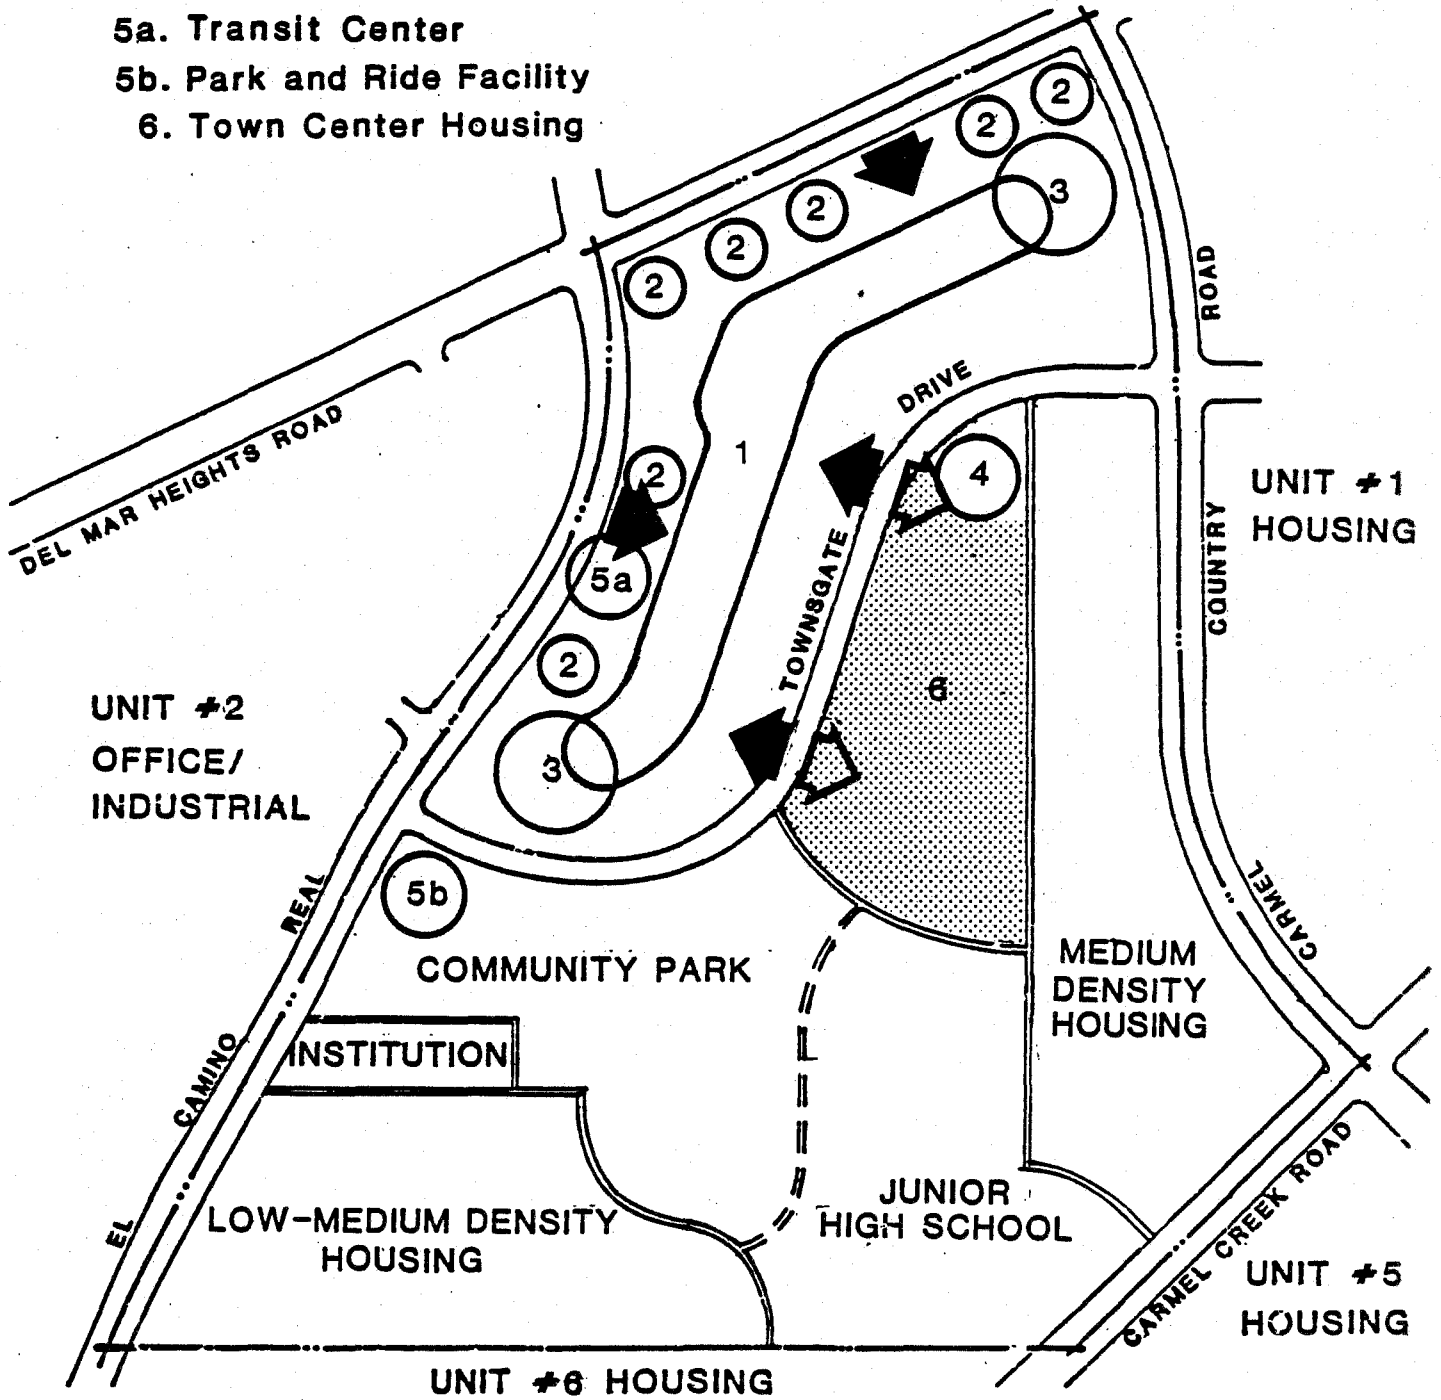 5a. Transit Center
5b. Park and Ride Facility
6. Town Center Housing
2
2
3
2
2
2
ROAD
DEL MAR HEIGHTS ROAD
DRIVE
1
2
4
UNIT #1
HOUSING
COUNTRY
TOWNSGATE
5a
2
6
UNIT #2
OFFICE/
INDUSTRIAL
3
5b
REAL
CARMEL
COMMUNITY PARK
MEDIUM
DENSITY
HOUSING
INSTITUTION
CAMINO
EL
LOW-MEDIUM DENSITY
HOUSING
JUNIOR
HIGH SCHOOL
CARMEL CREEK ROAD
UNIT #5
HOUSING
UNIT #6 HOUSING